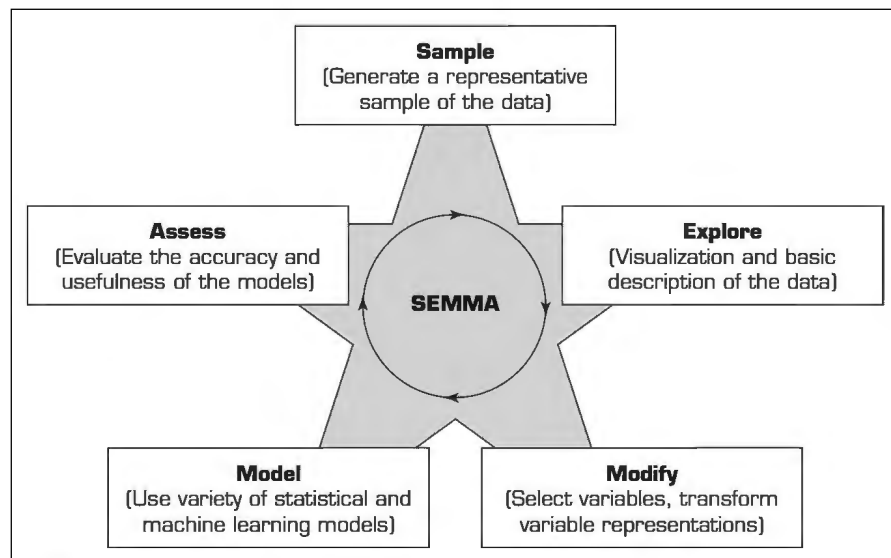 Sample
(Generate a representative
sample of the data)
Assess
(Evaluate the accuracy and
usefulness of the models)
Explore
(Visualization and basic
description of the data)
SEMMA
Model
(Use variety of statistical and
machine learning models)
Modify
(Select variables, transform
variable representations)